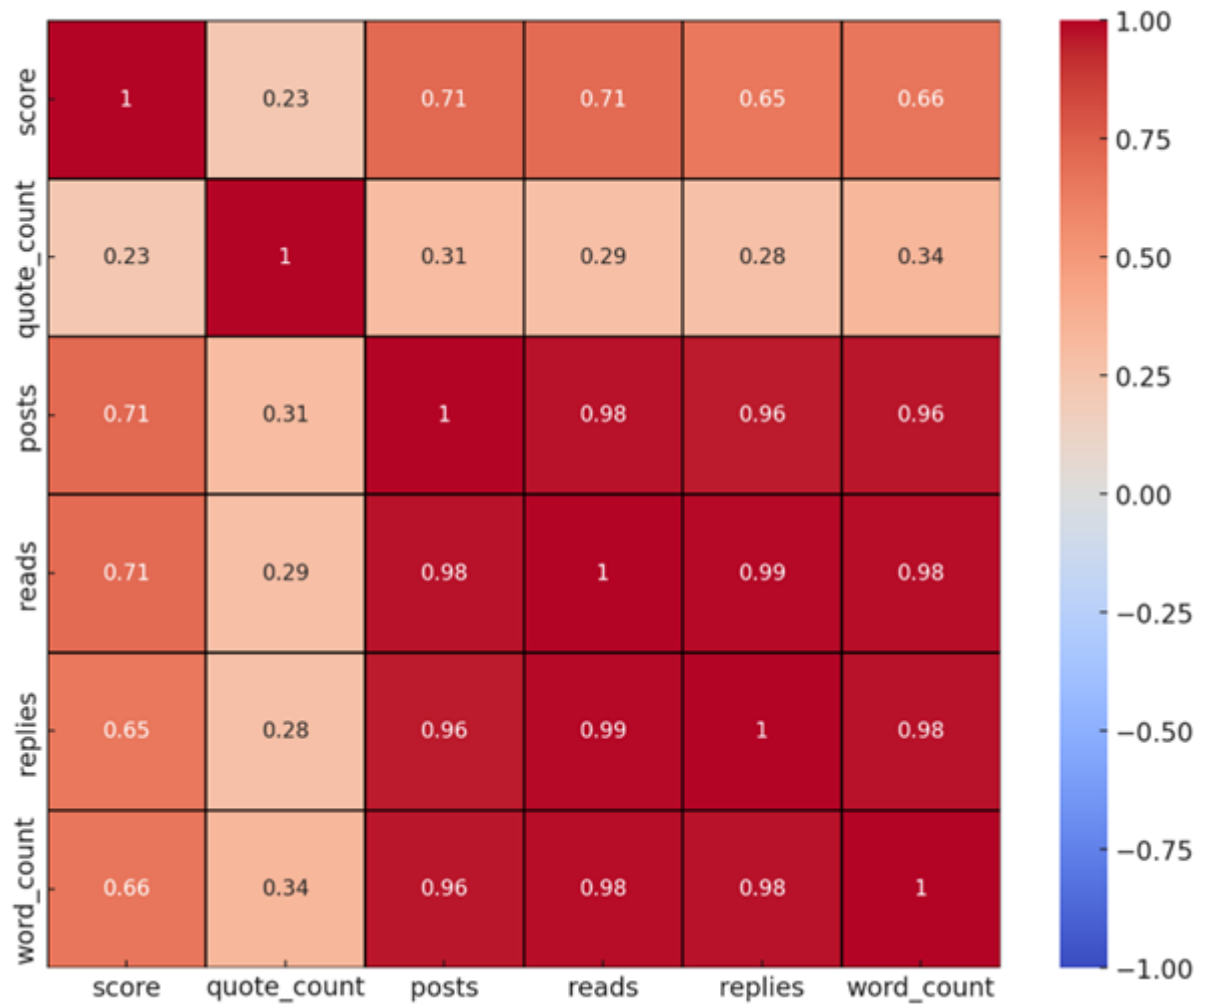 score 1 0.23 0.71 0.71 0.65 0.66
quote_count 0.23 1 0.31 0.29 0.28 0.34
posts 0.71 0.31 1 0.98 0.96 0.96
reads 0.71 0.29 0.98 1 0.99 0.98
replies 0.65 0.28 0.96 0.99 1 0.98
word_count 0.66 0.34 0.96 0.98 0.98 1
score quote_count posts reads replies word_count
1.00
0.75
0.50
0.25
0.00
−0.25
−0.50
−0.75
−1.00